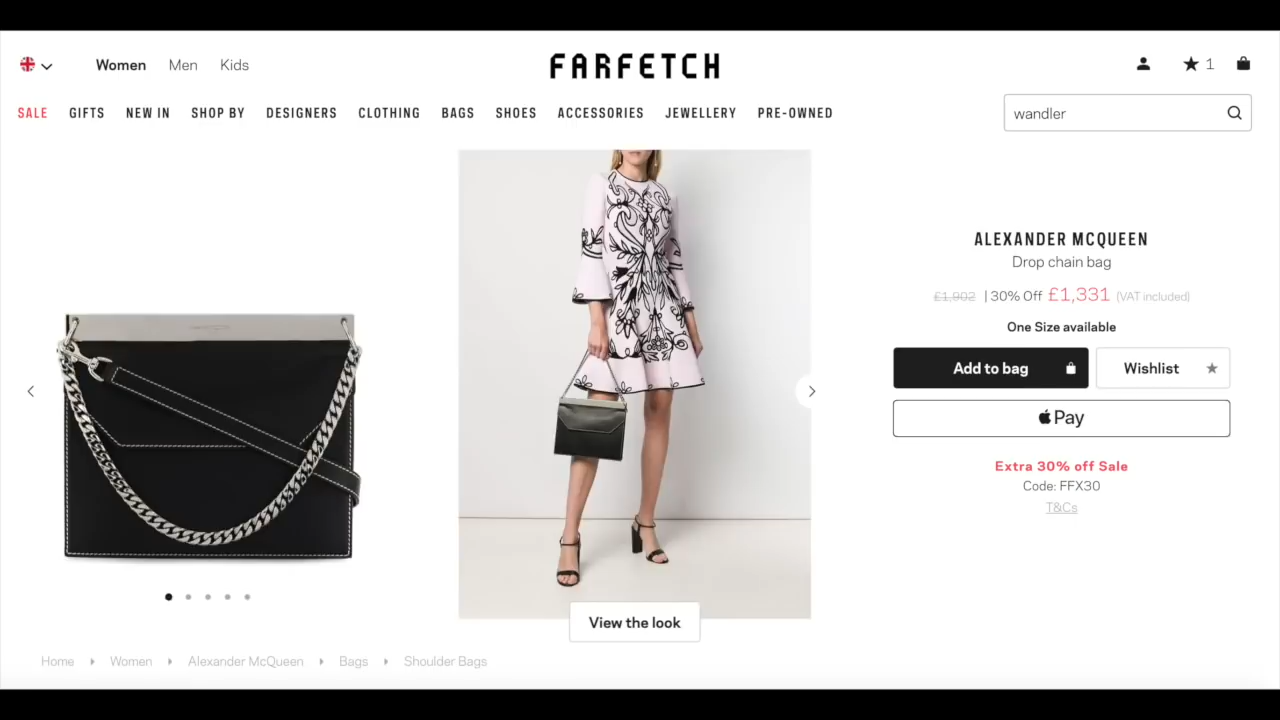 Women Men Kids
FARFETCH
1
SALE GIFTS NEW IN SHOP BY DESIGNERS CLOTHING BAGS SHOES ACCESSORIES JEWELLERY PRE-OWNED
wandler
ALEXANDER MCQUEEN
Drop chain bag
£1,902 | 30% Off £1,331 (VAT included)
One Size available
Add to bag
Wishlist
Pay
Extra 30% off Sale
Code: FFX30
T&Cs
View the look
Home Women Alexander McQueen Bags Shoulder Bags